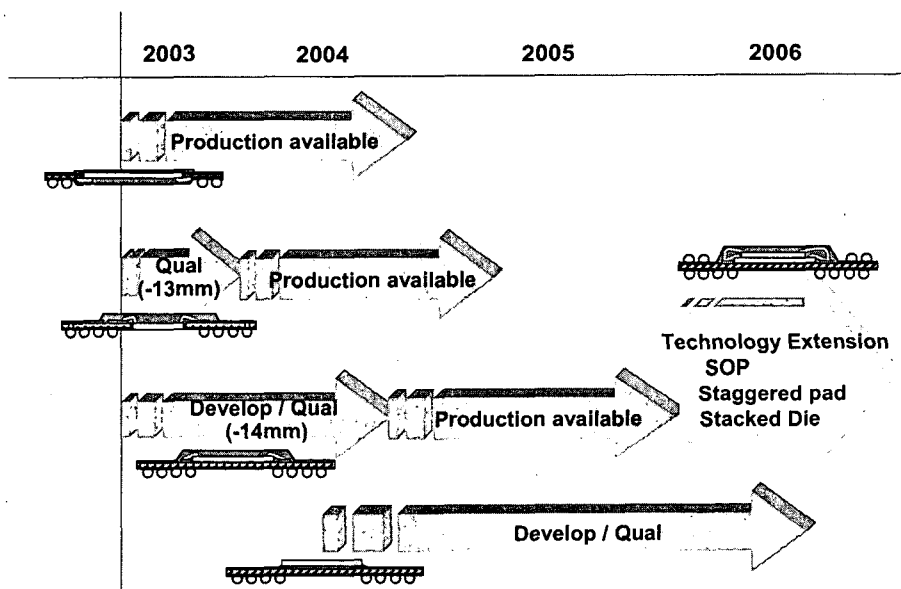 2003 2004 2005 2006
Production available
Qual
(-13mm)
Production available
Technology Extension
SOP
Staggered pad
Stacked Die
Develop / Qual
(-14mm)
Production available
Develop / Qual